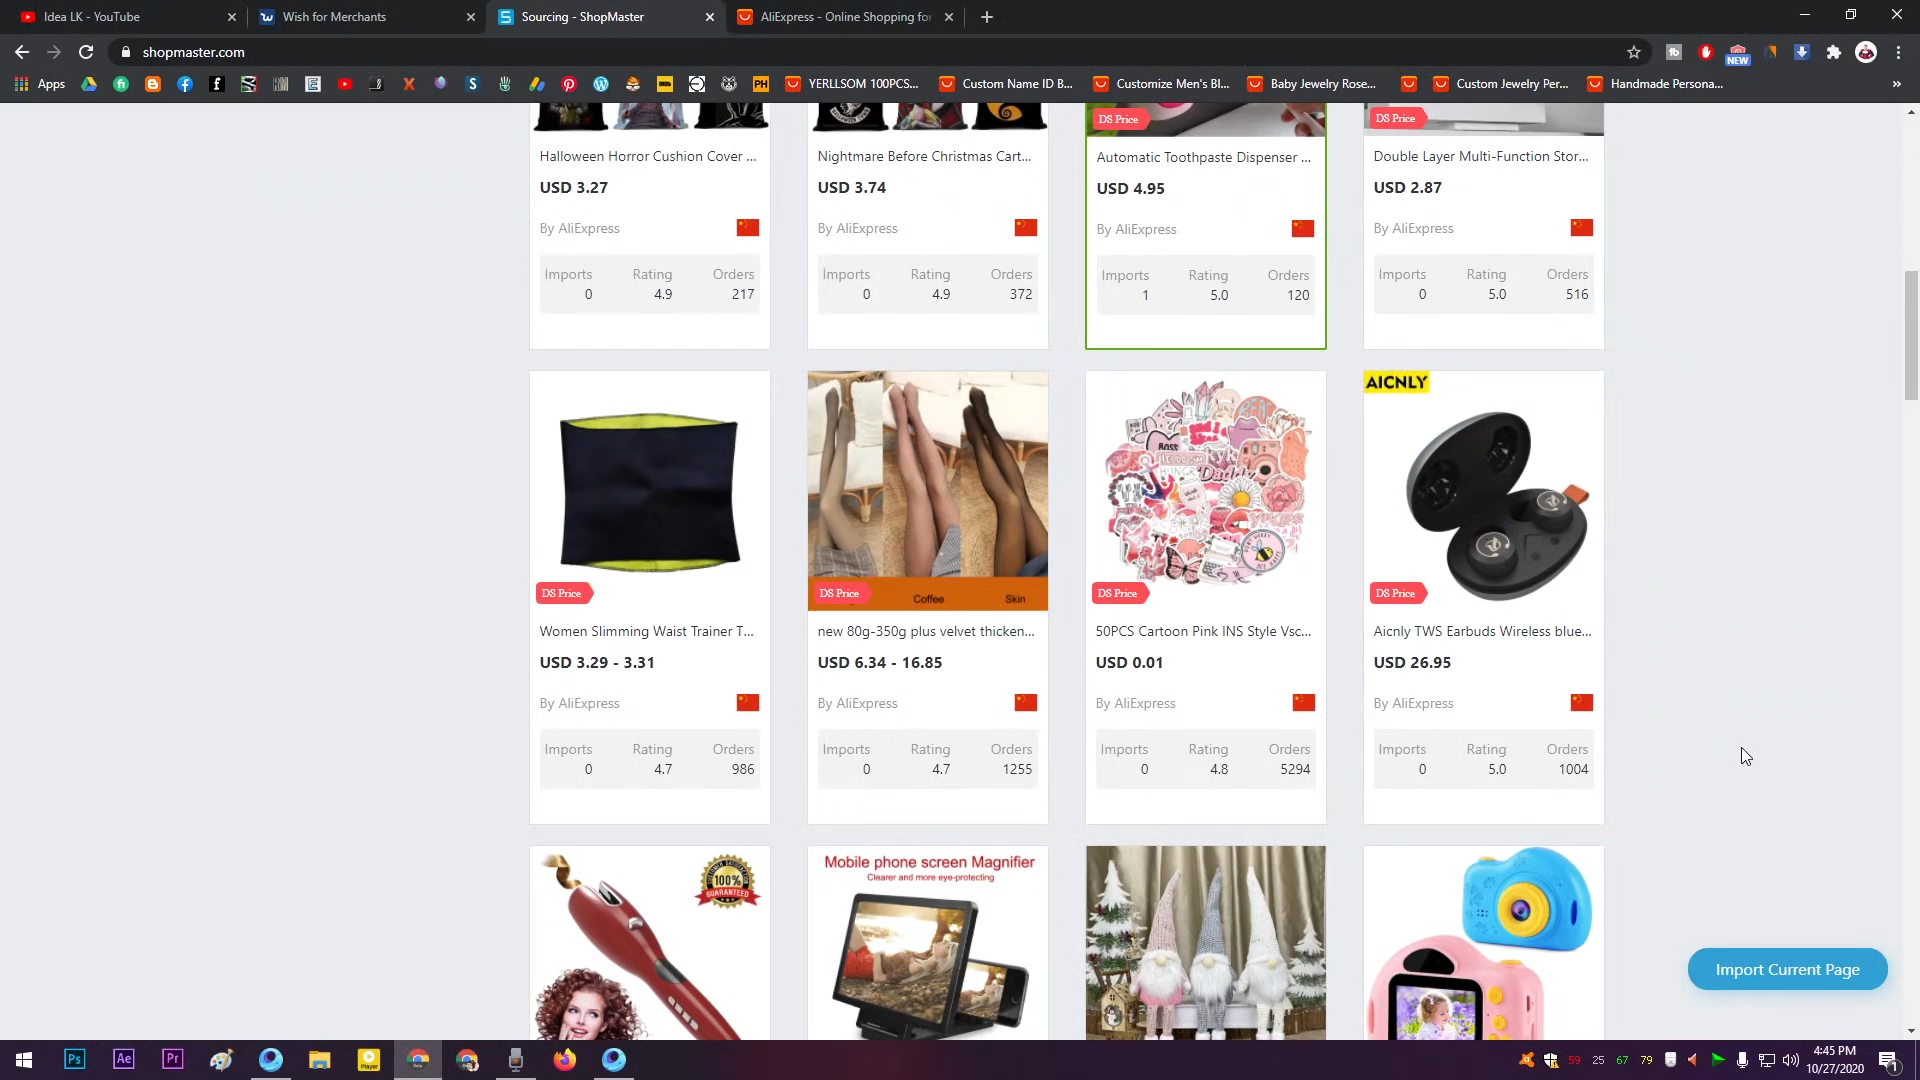 Idea LK - YouTube
Wish for Merchants
Sourcing - ShopMaster
AliExpress - Online Shopping for
shopmaster.com
NEW
Apps
YERLLSOM 100PCS...
Custom Name ID B...
Customize Men's Bl...
Baby Jewelry Rose...
Custom Jewelry Per...
Handmade Persona...
DS Price
DS Price
Halloween Horror Cushion Cover ...
Nightmare Before Christmas Cart...
Automatic Toothpaste Dispenser ...
Double Layer Multi-Function Stor...
USD 3.27
USD 3.74
USD 4.95
USD 2.87
By AliExpress
By AliExpress
By AliExpress
By AliExpress
Imports Rating Orders
0 4.9 217
Imports Rating Orders
0 4.9 372
Imports Rating Orders
1 5.0 120
Imports Rating Orders
0 5.0 516
AICNLY
DS Price
DS Price
Coffee
Skin
DS Price
DS Price
Women Slimming Waist Trainer T...
new 80g-350g plus velvet thicken...
50PCS Cartoon Pink INS Style Vsc...
Aicnly TWS Earbuds Wireless blue...
USD 3.29 - 3.31
USD 6.34 - 16.85
USD 0.01
USD 26.95
By AliExpress
By AliExpress
By AliExpress
By AliExpress
Imports Rating Orders
0 4.7 986
Imports Rating Orders
0 4.7 1255
Imports Rating Orders
0 4.8 5294
Imports Rating Orders
0 5.0 1004
100%
GUARANTEED
Mobile phone screen Magnifier
Clearer and more eye-protecting
Import Current Page
Ps
Ae
Pr
Player
59 25 67 79
4:45 PM
10/27/2020
1